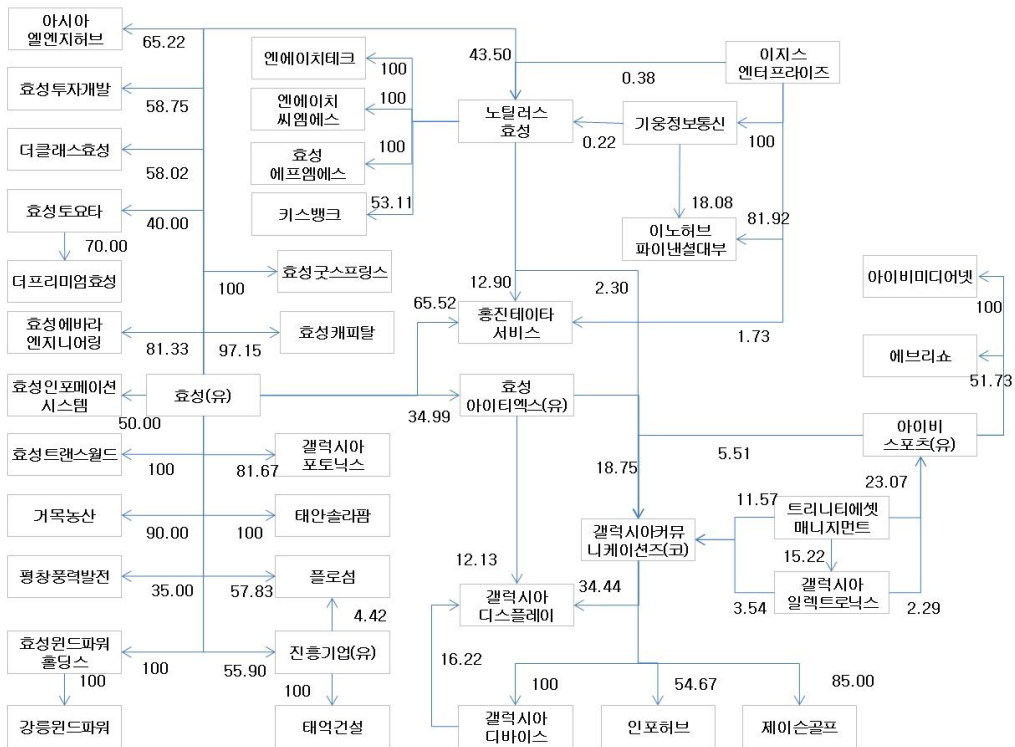 아시아
엘엔지허브
65.22
43.50
이지스
엔터프라이즈
엔에이치테크
100
0.38
효성투자개발
58.75
엔에이치
씨엠에스
100
노틸러스
효성
0.22
기웅정보통신
100
더클래스효성
58.02
효성
에프엠에스
100
키스뱅크
53.11
효성토요타
40.00
18.08
81.92
이노허브
파이낸셜대부
70.00
더프리미엄효성
100
효성굿스프링스
12.90
2.30
아이비미디어넷
100
65.52
홍진데이타
서비스
1.73
효성에바라
엔지니어링
81.33
97.15
효성캐피탈
에브리쇼
51.73
효성인포메이션
시스템
50.00
효성(유)
34.99
효성
아이티엑스(유)
아이비
스포츠(유)
5.51
18.75
23.07
효성트랜스월드
100
81.67
갤럭시아
포토닉스
11.57
트리니티에셋
매니지먼트
거목농산
90.00
100
태안솔라팜
갤럭시아커뮤
니케이션즈(코)
15.22
12.13
34.44
3.54
갤럭시아
일렉트로닉스
2.29
평창풍력발전
35.00
57.83
플로섬
4.42
갤럭시아
디스플레이
16.22
효성윈드파워
홀딩스
100
100
55.90
진흥기업(유)
100
100
54.67
85.00
강릉윈드파워
태억건설
갤럭시아
디바이스
인포허브
제이슨골프